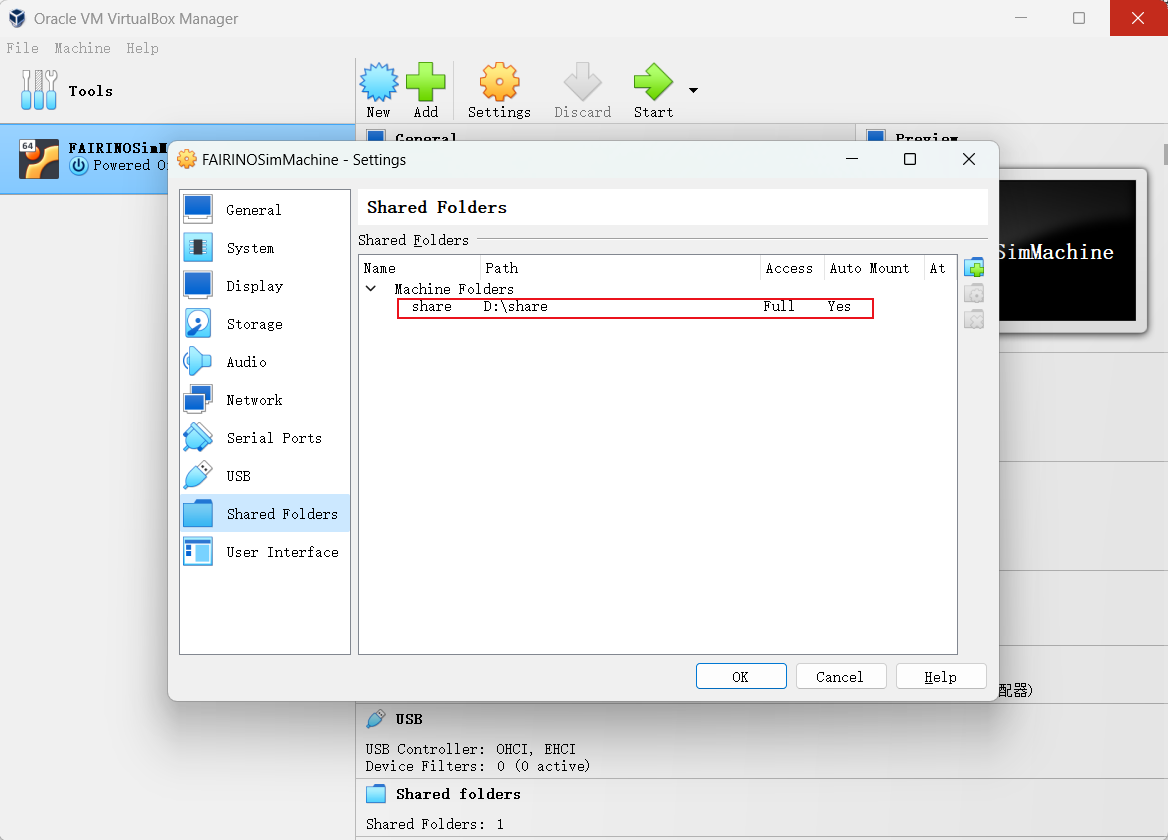 Oracle VM VirtualBox Manager
File Machine Help
Tools
New Add Settings Discard Start
General
Preview
64
FAIRINOSimM
Powered O
FAIRINOSimMachine - Settings
General
System
Display
Storage
Audio
Network
Serial Ports
USB
Shared Folders
User Interface
Shared Folders
Shared Folders
Name Path Access Auto Mount At
Machine Folders
share D:\share Full Yes
OK Cancel Help
SimMachine
配器)
USB
USB Controller: OHCI, EHCI
Device Filters: 0 (0 active)
Shared folders
Shared Folders: 1